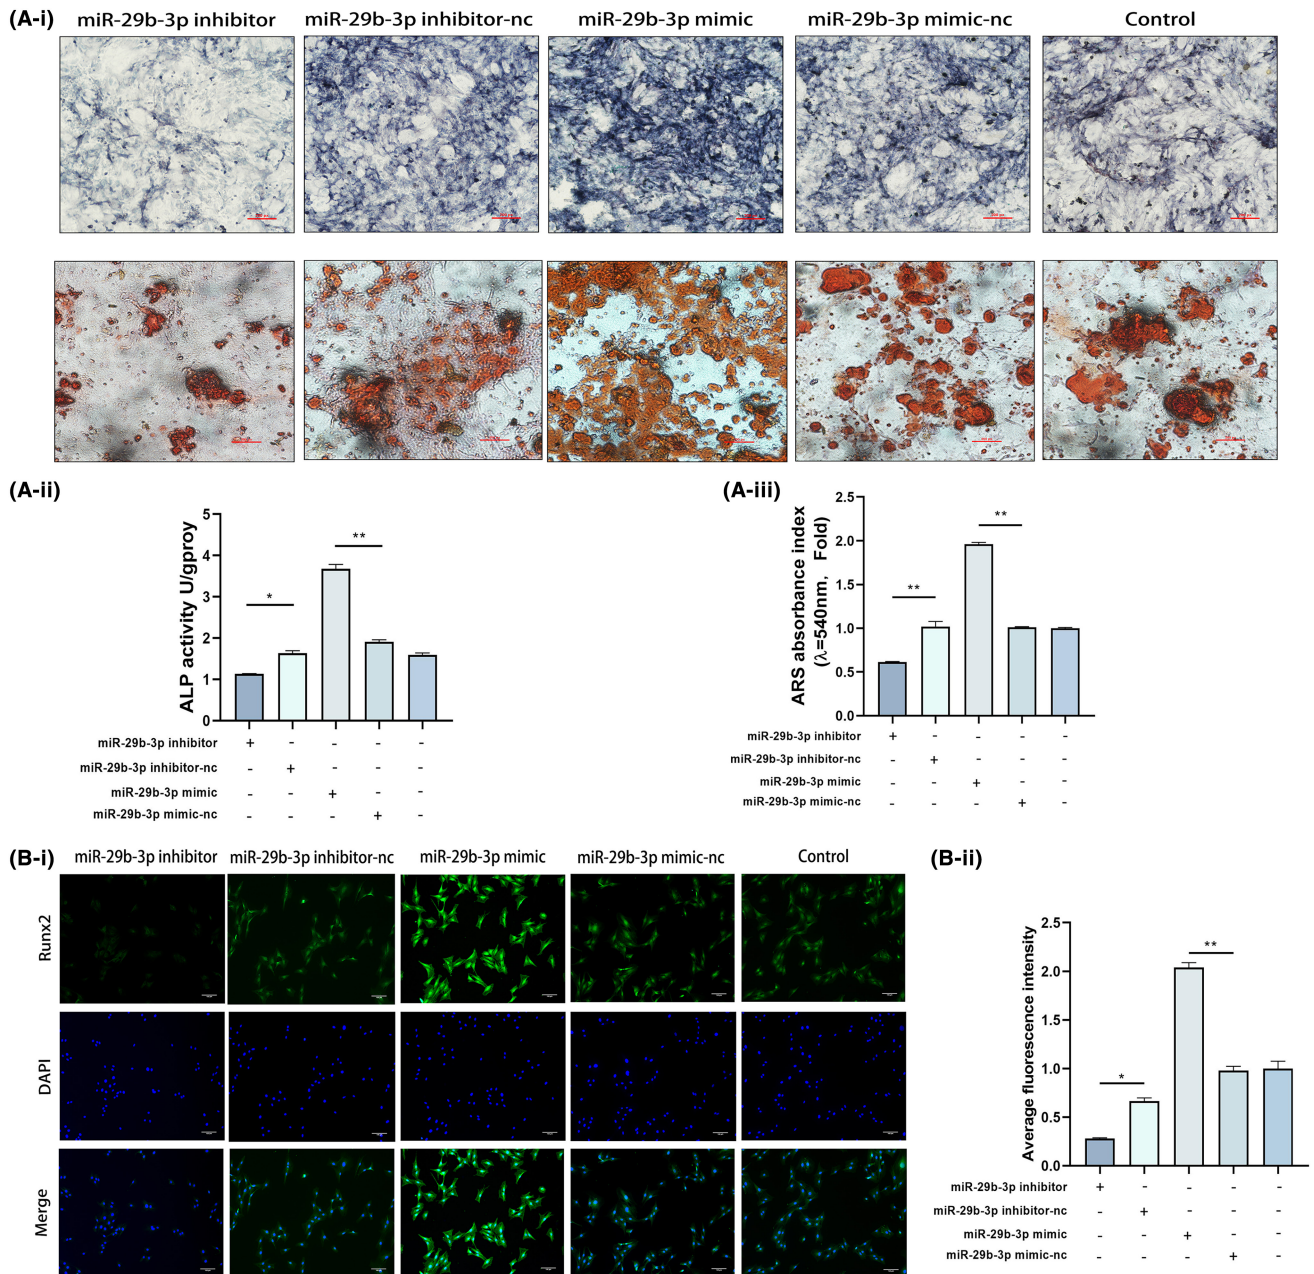 (A-i) miR-29b-3p inhibitor miR-29b-3p inhibitor-nc miR-29b-3p mimic miR-29b-3p mimic-nc Control
(A-ii)
ALP activity U/gproy
5
4
3
2
1
0
* **
miR-29b-3p inhibitor + - - - -
miR-29b-3p inhibitor-nc - + - - -
miR-29b-3p mimic - - + - -
miR-29b-3p mimic-nc - - - + -
(A-iii)
ARS absorbance index
(λ=540nm, Fold)
2.5
2.0
1.5
1.0
0.5
0.0
** **
miR-29b-3p inhibitor + - - - -
miR-29b-3p inhibitor-nc - + - - -
miR-29b-3p mimic - - + - -
miR-29b-3p mimic-nc - - - + -
(B-i) miR-29b-3p inhibitor miR-29b-3p inhibitor-nc miR-29b-3p mimic miR-29b-3p mimic-nc Control
Runx2
DAPI
Merge
(B-ii)
Average fluorescence intensity
2.5
2.0
1.5
1.0
0.5
0.0
* **
miR-29b-3p inhibitor + - - - -
miR-29b-3p inhibitor-nc - + - - -
miR-29b-3p mimic - - + - -
miR-29b-3p mimic-nc - - - + -